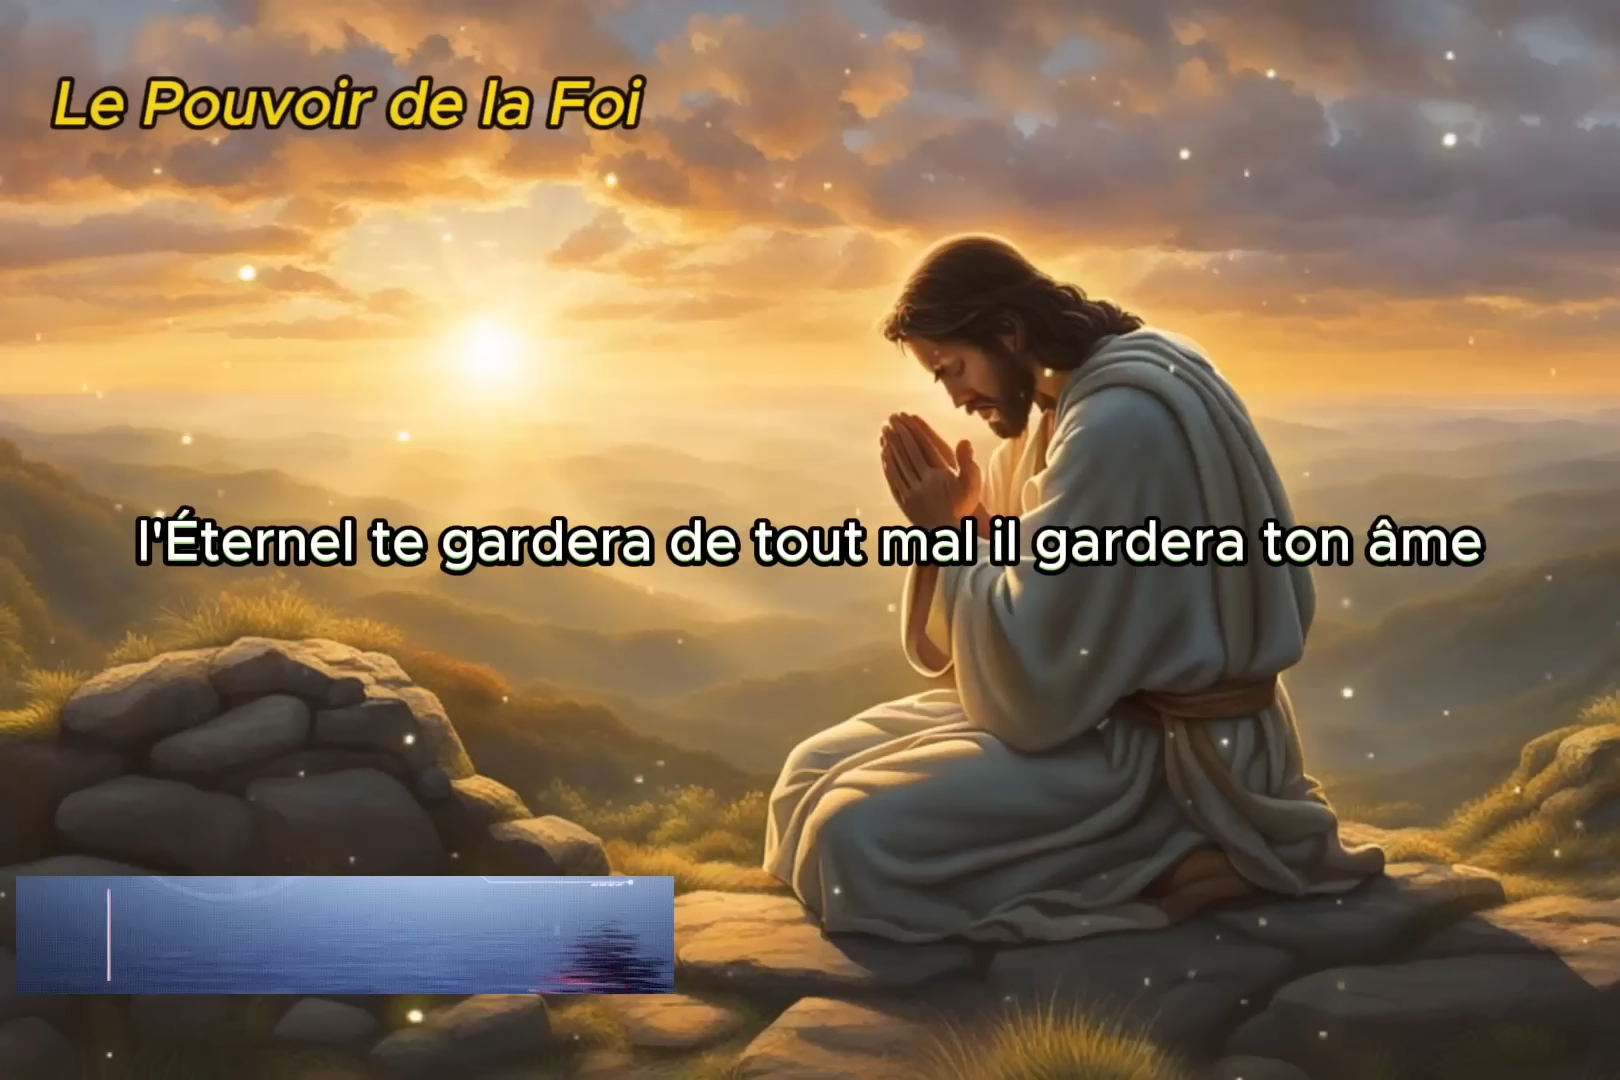 Le Pouvoir de la Foi
l'Éternel te gardera de tout mal il gardera ton âme